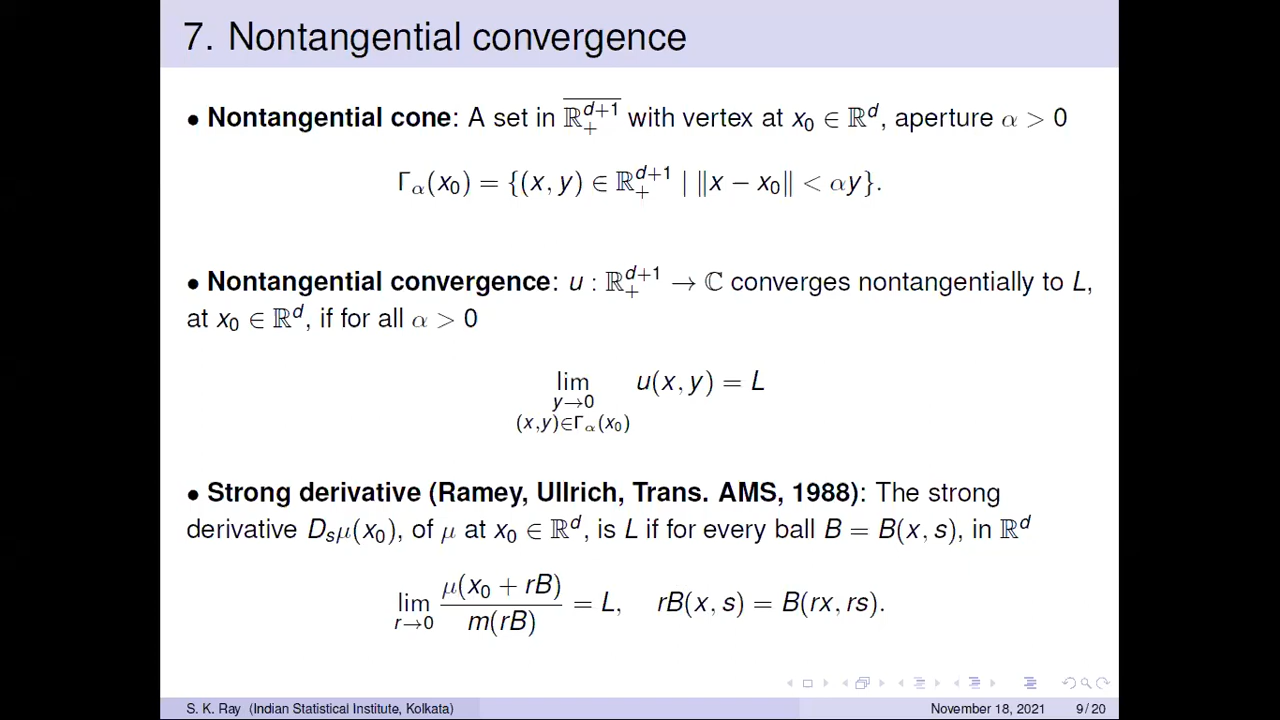 7. Nontangential convergence
• Nontangential cone: A set in $\overline{\mathbb{R}^{d+1}_+}$ with vertex at $x_0 \in \mathbb{R}^d$, aperture $\alpha > 0$
$\Gamma_\alpha(x_0) = \{(x, y) \in \mathbb{R}^{d+1}_+ \mid \|x - x_0\| < \alpha y\}.$
• Nontangential convergence: $u : \mathbb{R}^{d+1}_+ \to \mathbb{C}$ converges nontangentially to $L$,
at $x_0 \in \mathbb{R}^d$, if for all $\alpha > 0$
$\lim_{\substack{y \to 0 \\ (x,y) \in \Gamma_\alpha(x_0)}} u(x, y) = L$
• Strong derivative (Ramey, Ullrich, Trans. AMS, 1988): The strong
derivative $D_s\mu(x_0)$, of $\mu$ at $x_0 \in \mathbb{R}^d$, is $L$ if for every ball $B = B(x, s)$, in $\mathbb{R}^d$
$\lim_{r \to 0} \frac{\mu(x_0 + rB)}{m(rB)} = L, \quad rB(x, s) = B(rx, rs).$
S. K. Ray (Indian Statistical Institute, Kolkata) November 18, 2021 9/20